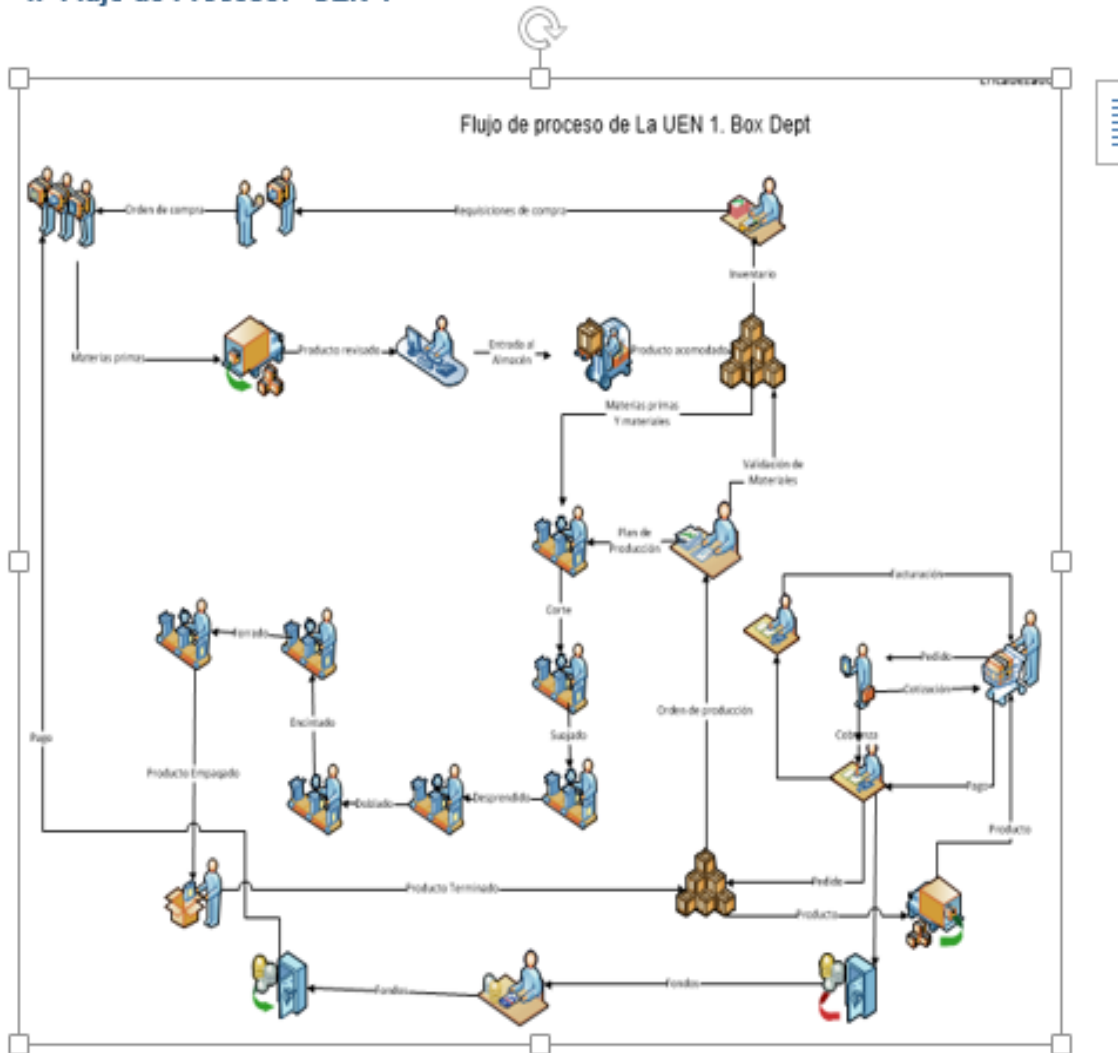 Flujo de proceso de La UEN 1. Box Dept
Orden de compra
Requisiciones de compra
Inventario
Materias primas
Producto revisado
Entrada al
Almacén
Producto acomodado
Materias primas
Y materiales
Validación de
Materiales
Plan de
Producción
Facturación
Corte
Forrado
Pedido
Cotización
Encintado
Orden de producción
Suajado
Cobranza
Pago
Producto Empagado
Doblado
Desprendido
Pago
Producto
Producto Terminado
Pedido
Producto
Fondos
Fondos